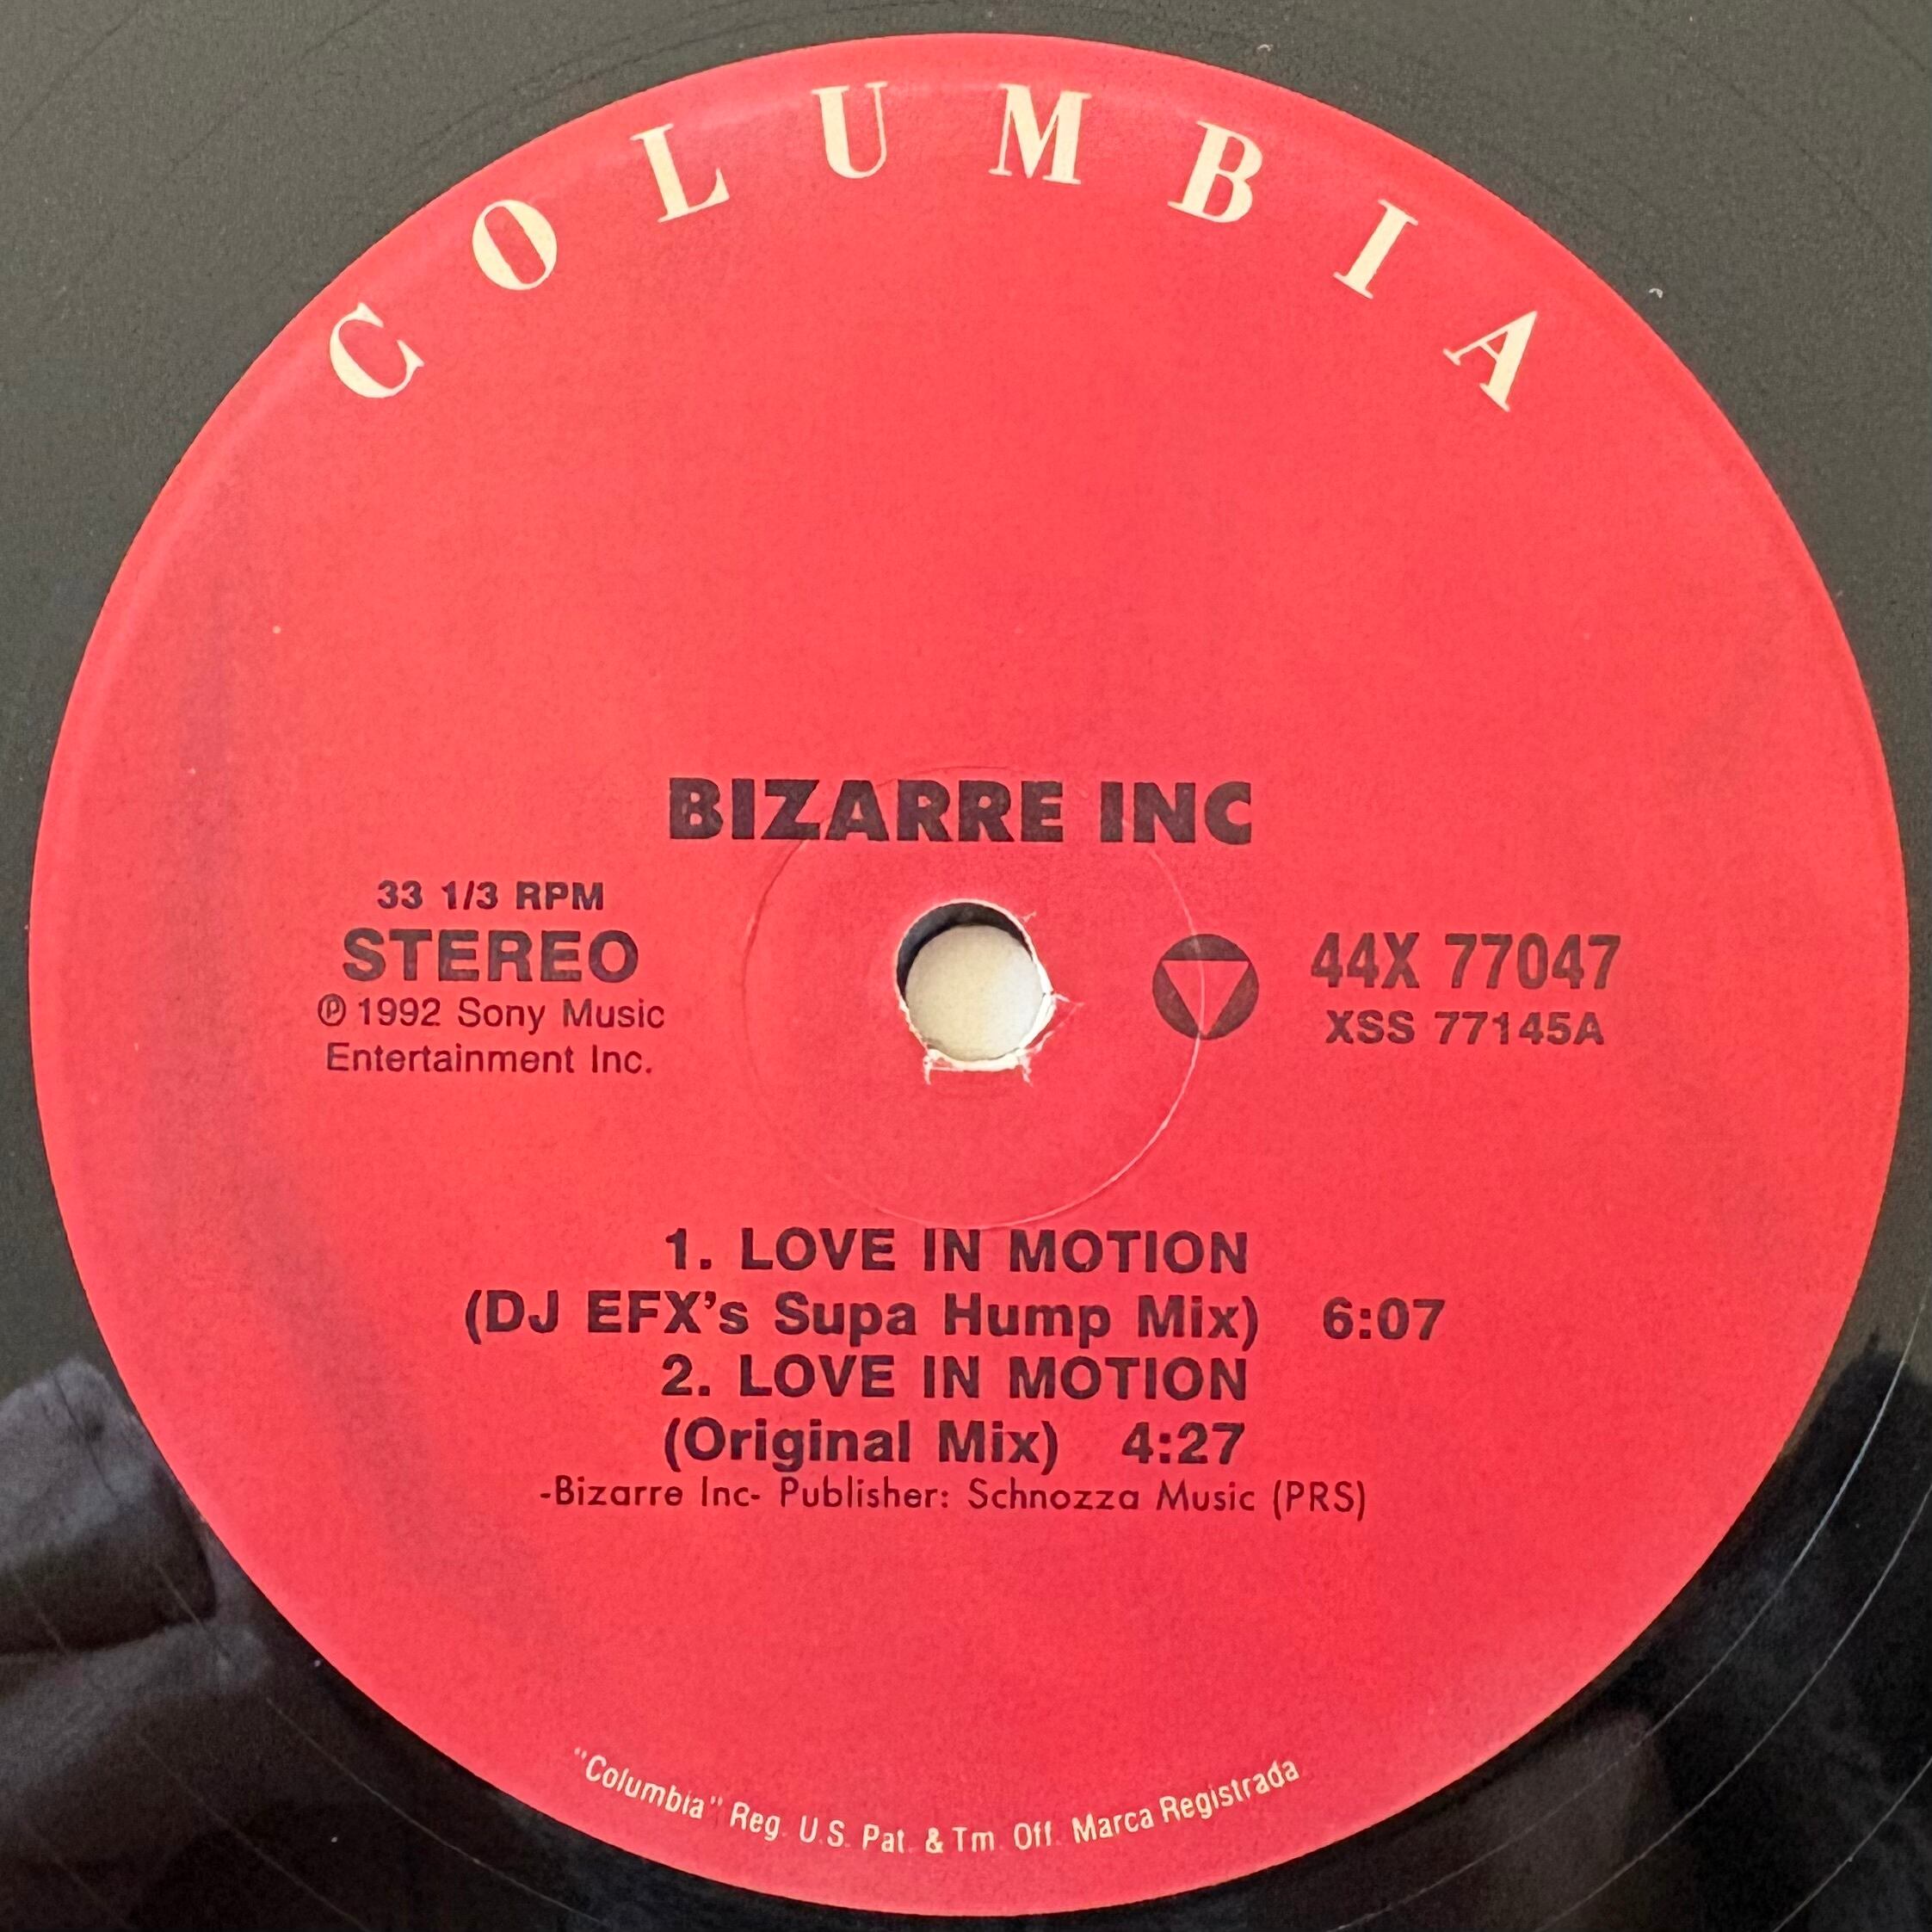 COLUMBIA
BIZARRE INC
33 1/3 RPM
STEREO
℗ 1992 Sony Music
Entertainment Inc.
44X 77047
XSS 77145A
1. LOVE IN MOTION
(DJ EFX's Supa Hump Mix) 6:07
2. LOVE IN MOTION
(Original Mix) 4:27
-Bizarre Inc- Publisher: Schnozza Music (PRS)
"Columbia" Reg. U.S. Pat. & Tm. Off. Marca Registrada